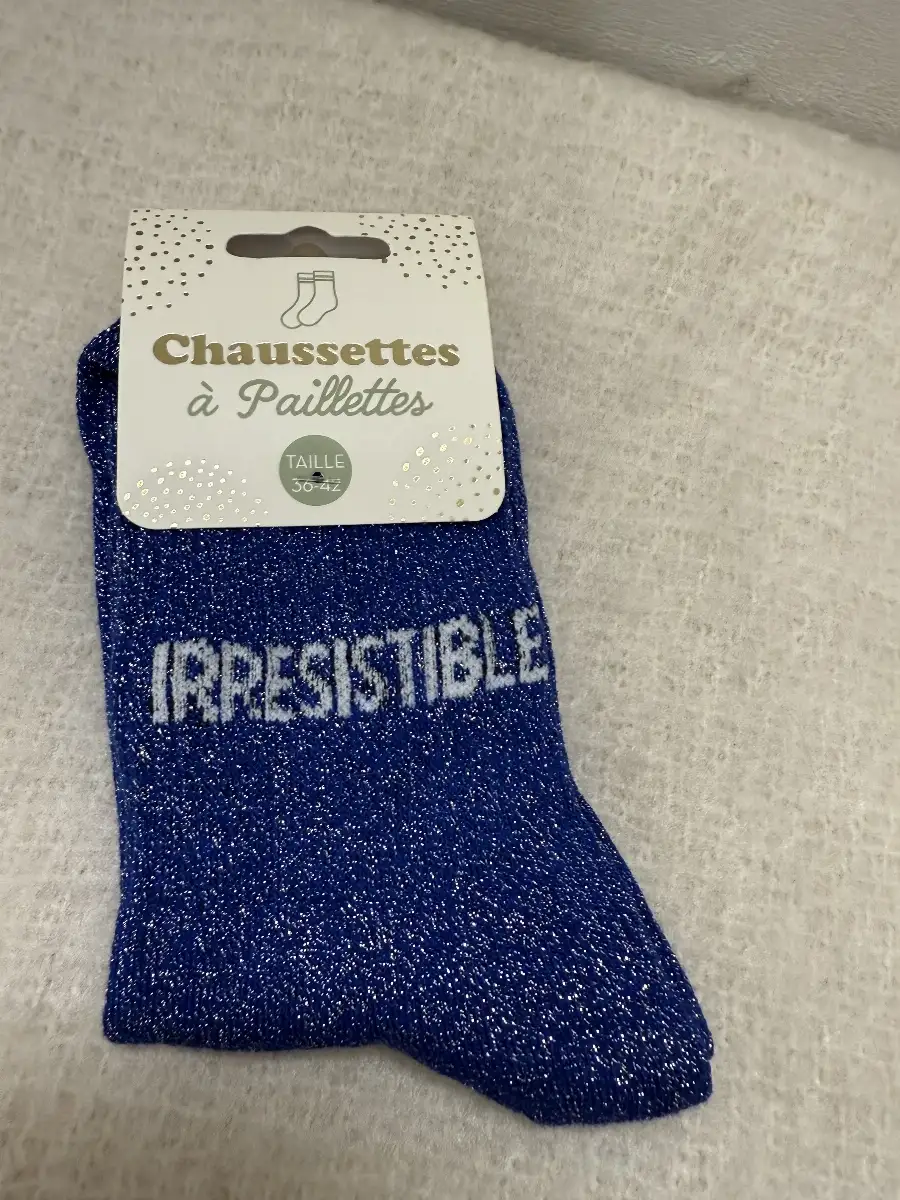 Chaussettes
à Paillettes
TAILLE
36-42
IRRESISTIBLE